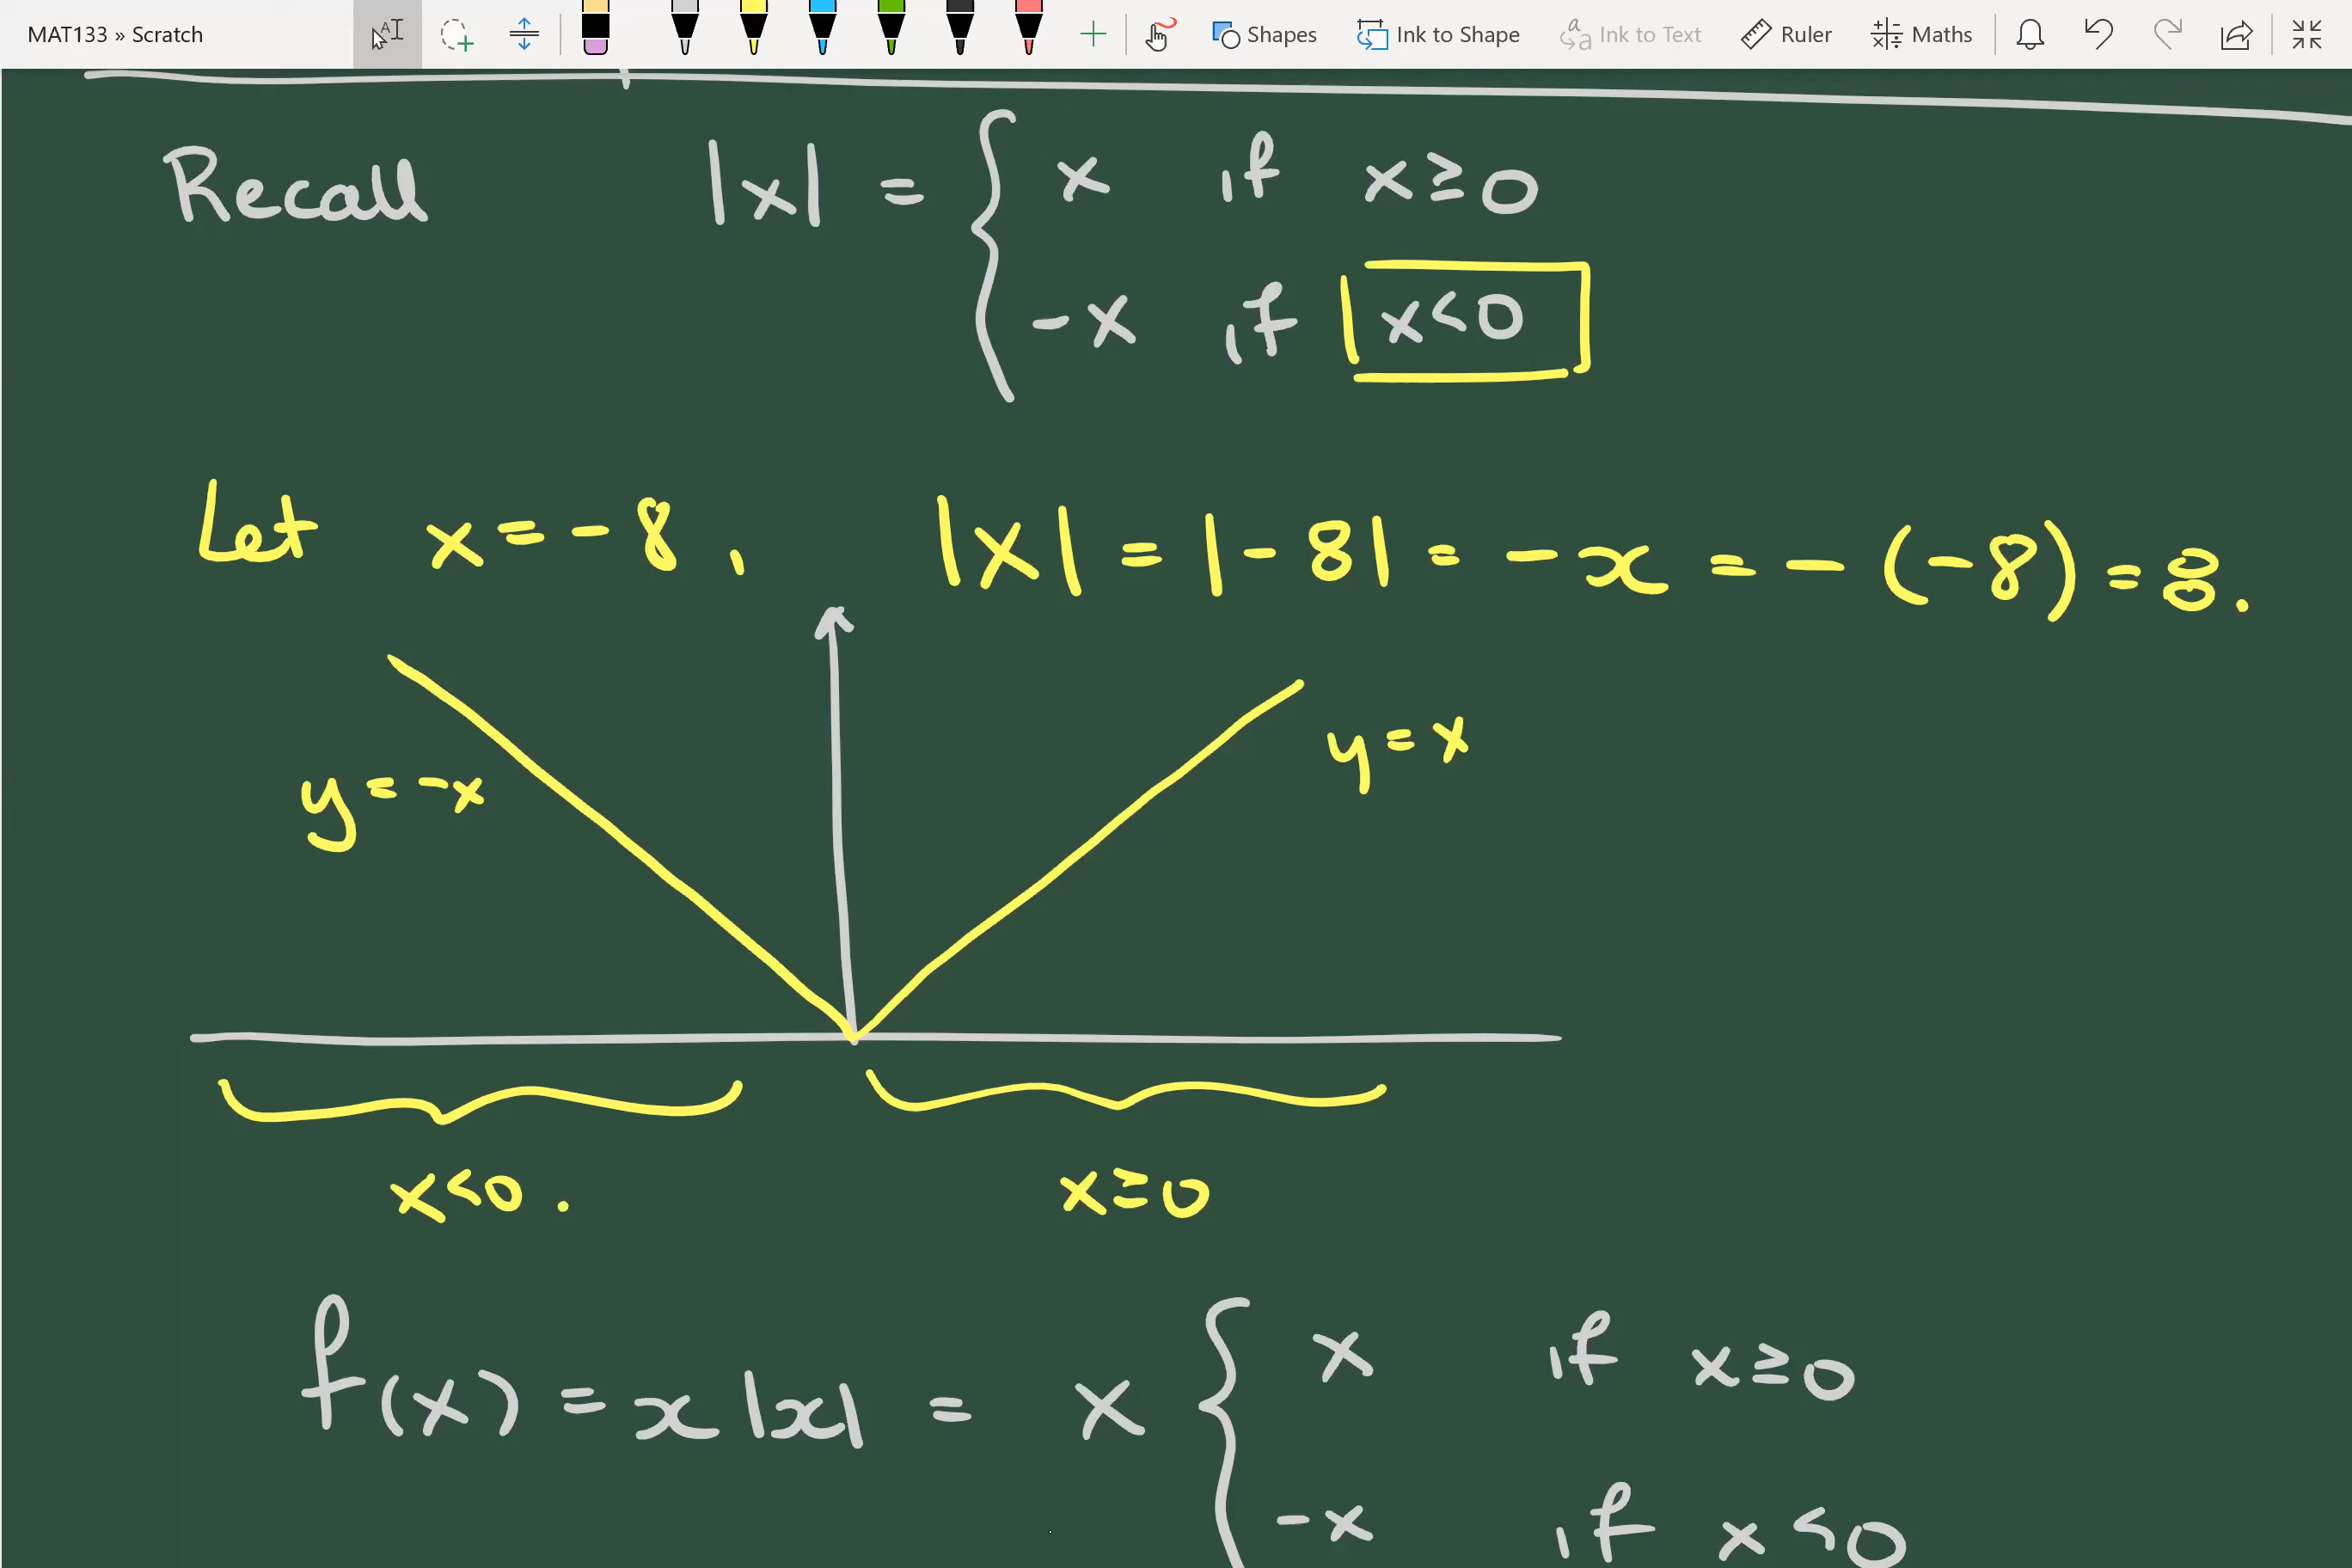 MAT133 » Scratch
Shapes Ink to Shape Ink to Text Ruler Maths
Recall |x| = { x if x≥0
-x if x<0
Let x = -8, |x| = |-8| = -x = -(-8) = 8.
y = -x
y = x
x<0.
x≥0
f(x) = x|x| = x { x if x≥0
-x if x<0